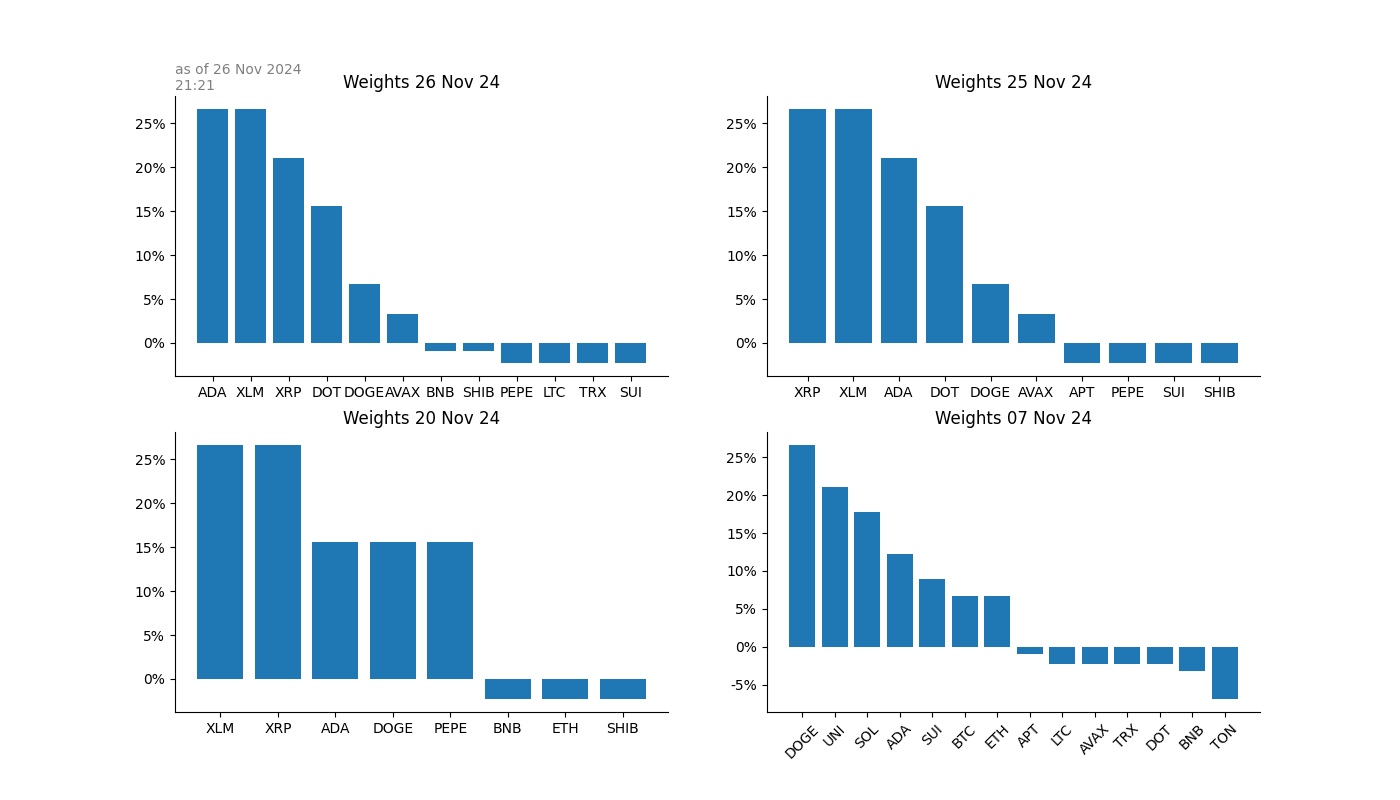 as of 26 Nov 2024
21:21
Weights 26 Nov 24
25%
20%
15%
10%
5%
0%
ADA XLM XRP DOT DOGE AVAX BNB SHIB PEPE LTC TRX SUI
Weights 25 Nov 24
25%
20%
15%
10%
5%
0%
XRP XLM ADA DOT DOGE AVAX APT PEPE SUI SHIB
Weights 20 Nov 24
25%
20%
15%
10%
5%
0%
XLM XRP ADA DOGE PEPE BNB ETH SHIB
Weights 07 Nov 24
25%
20%
15%
10%
5%
0%
-5%
DOGE UNI SOL ADA SUI BTC ETH APT LTC AVAX TRX DOT BNB TON